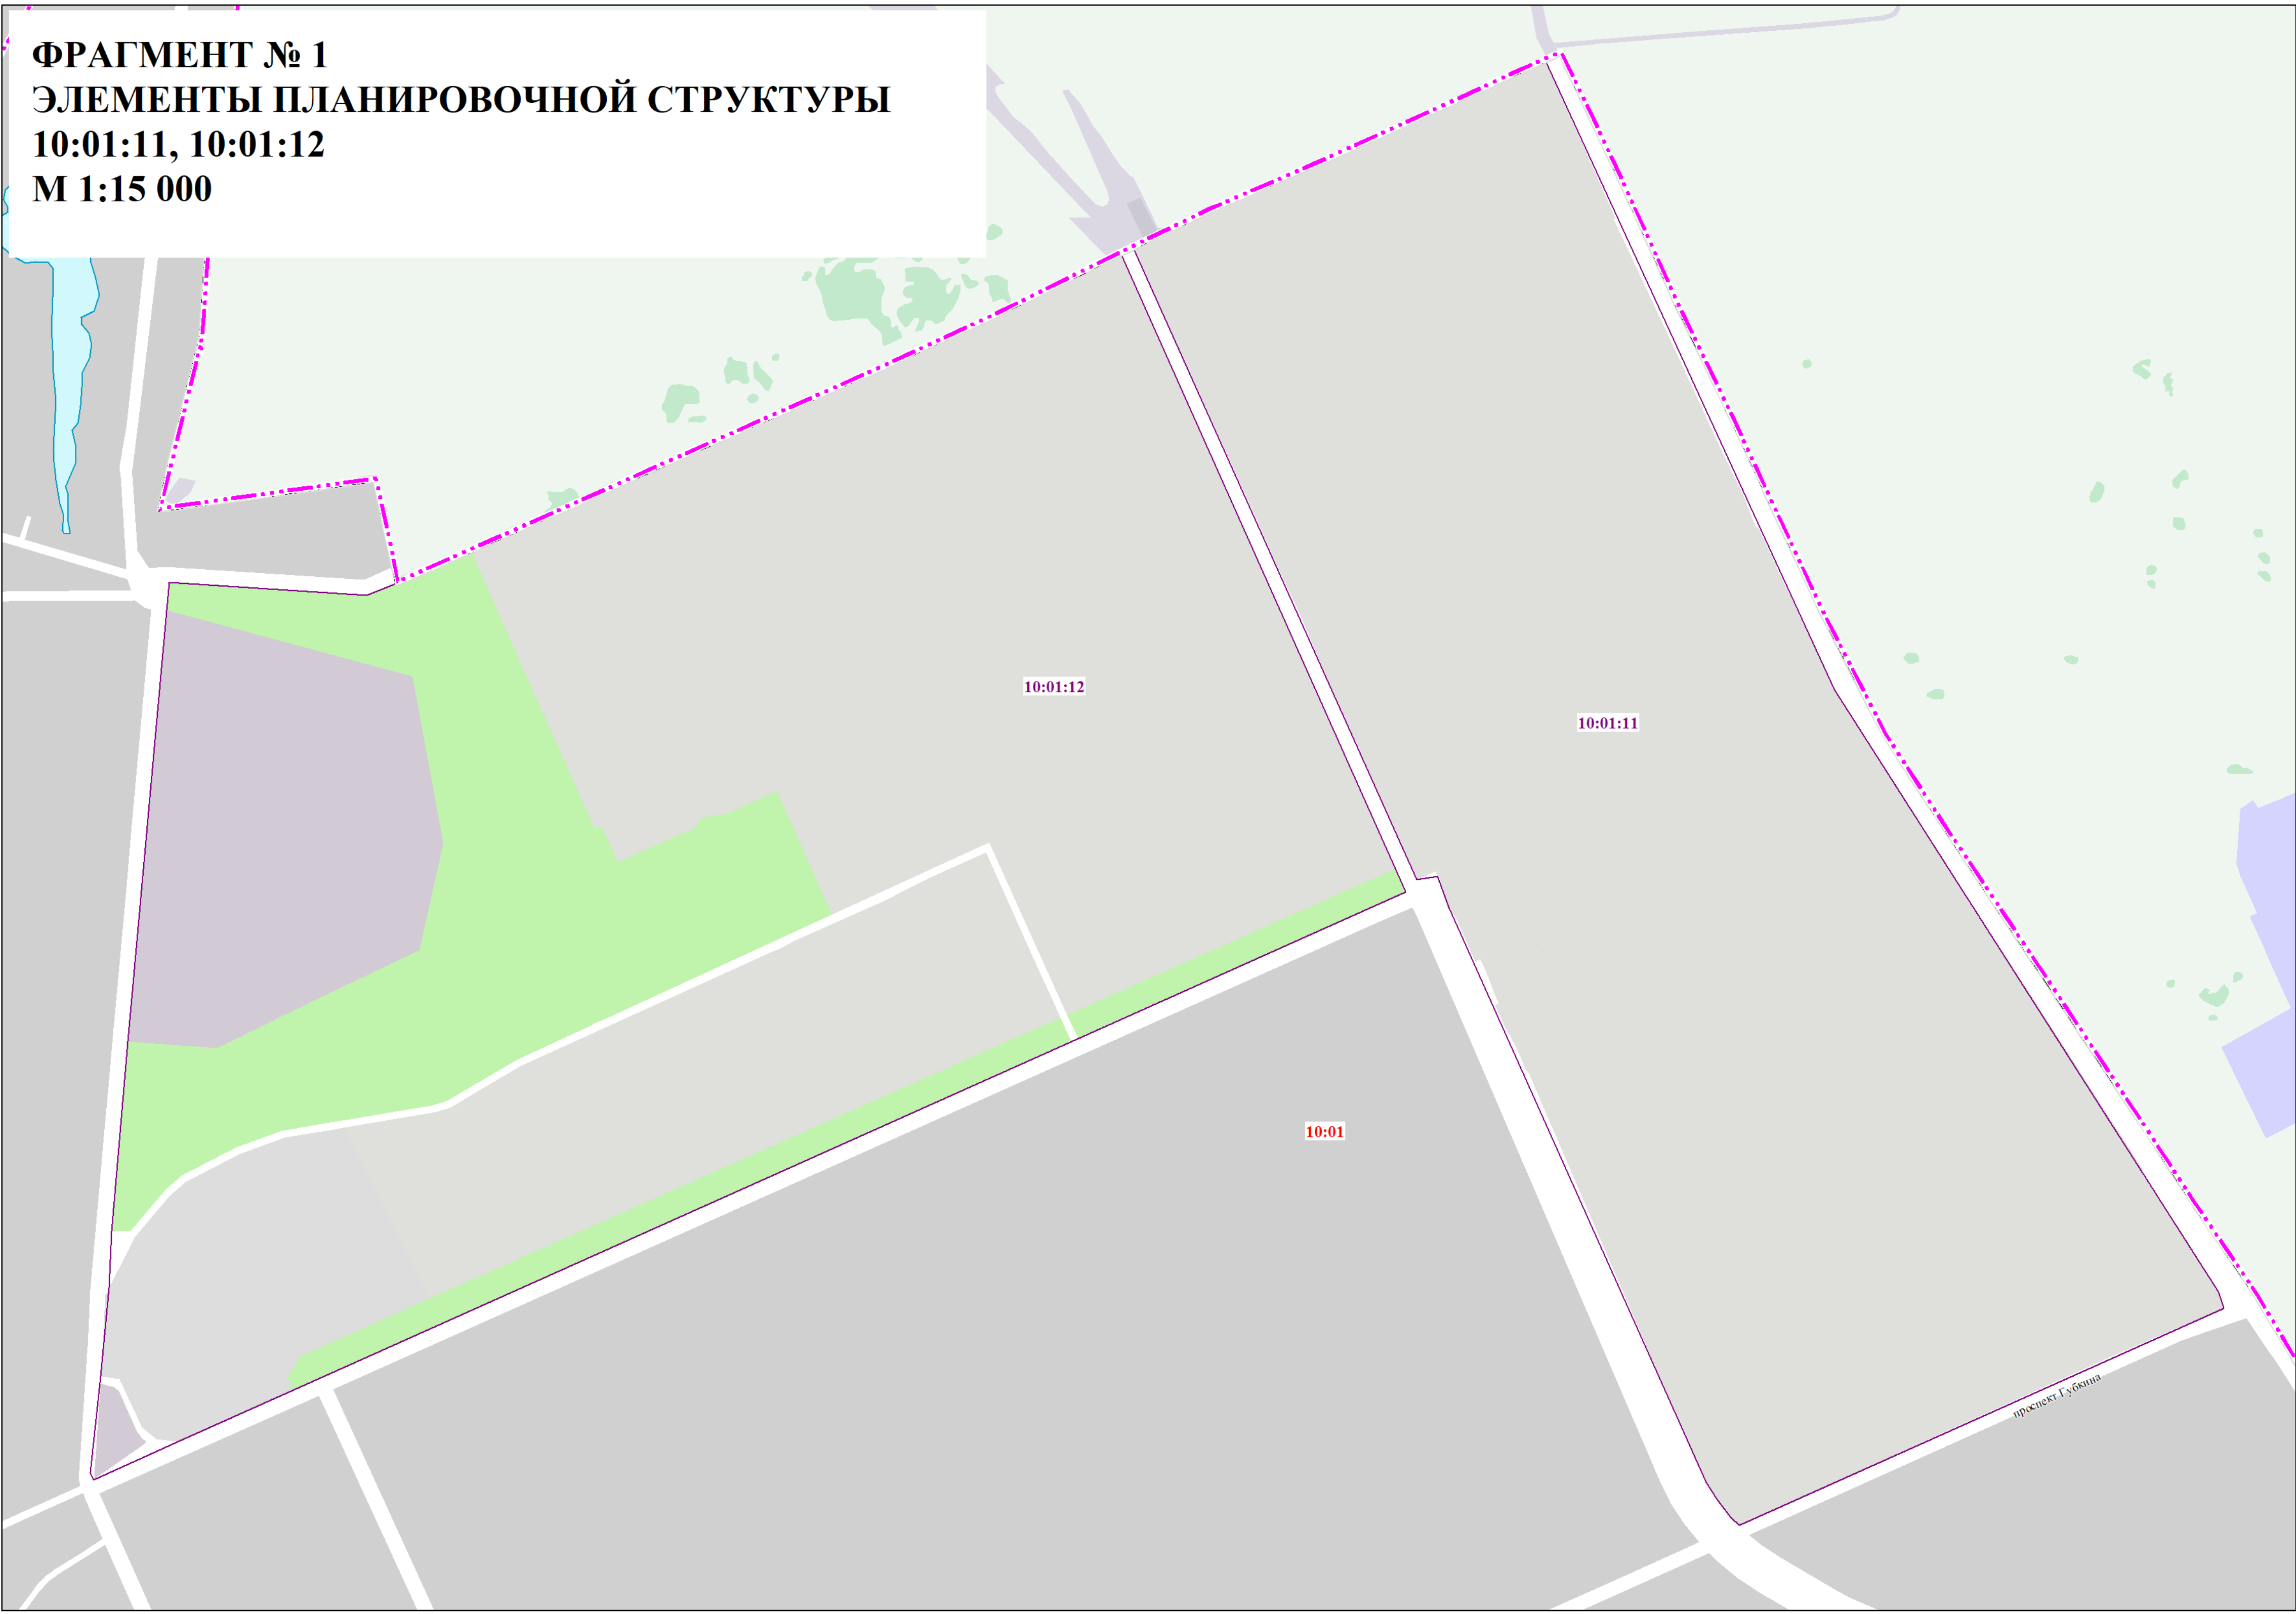 ФРАГМЕНТ № 1
ЭЛЕМЕНТЫ ПЛАНИРОВОЧНОЙ СТРУКТУРЫ
10:01:11, 10:01:12
М 1:15 000
10:01:12
10:01:11
10:01
проспект Губкина